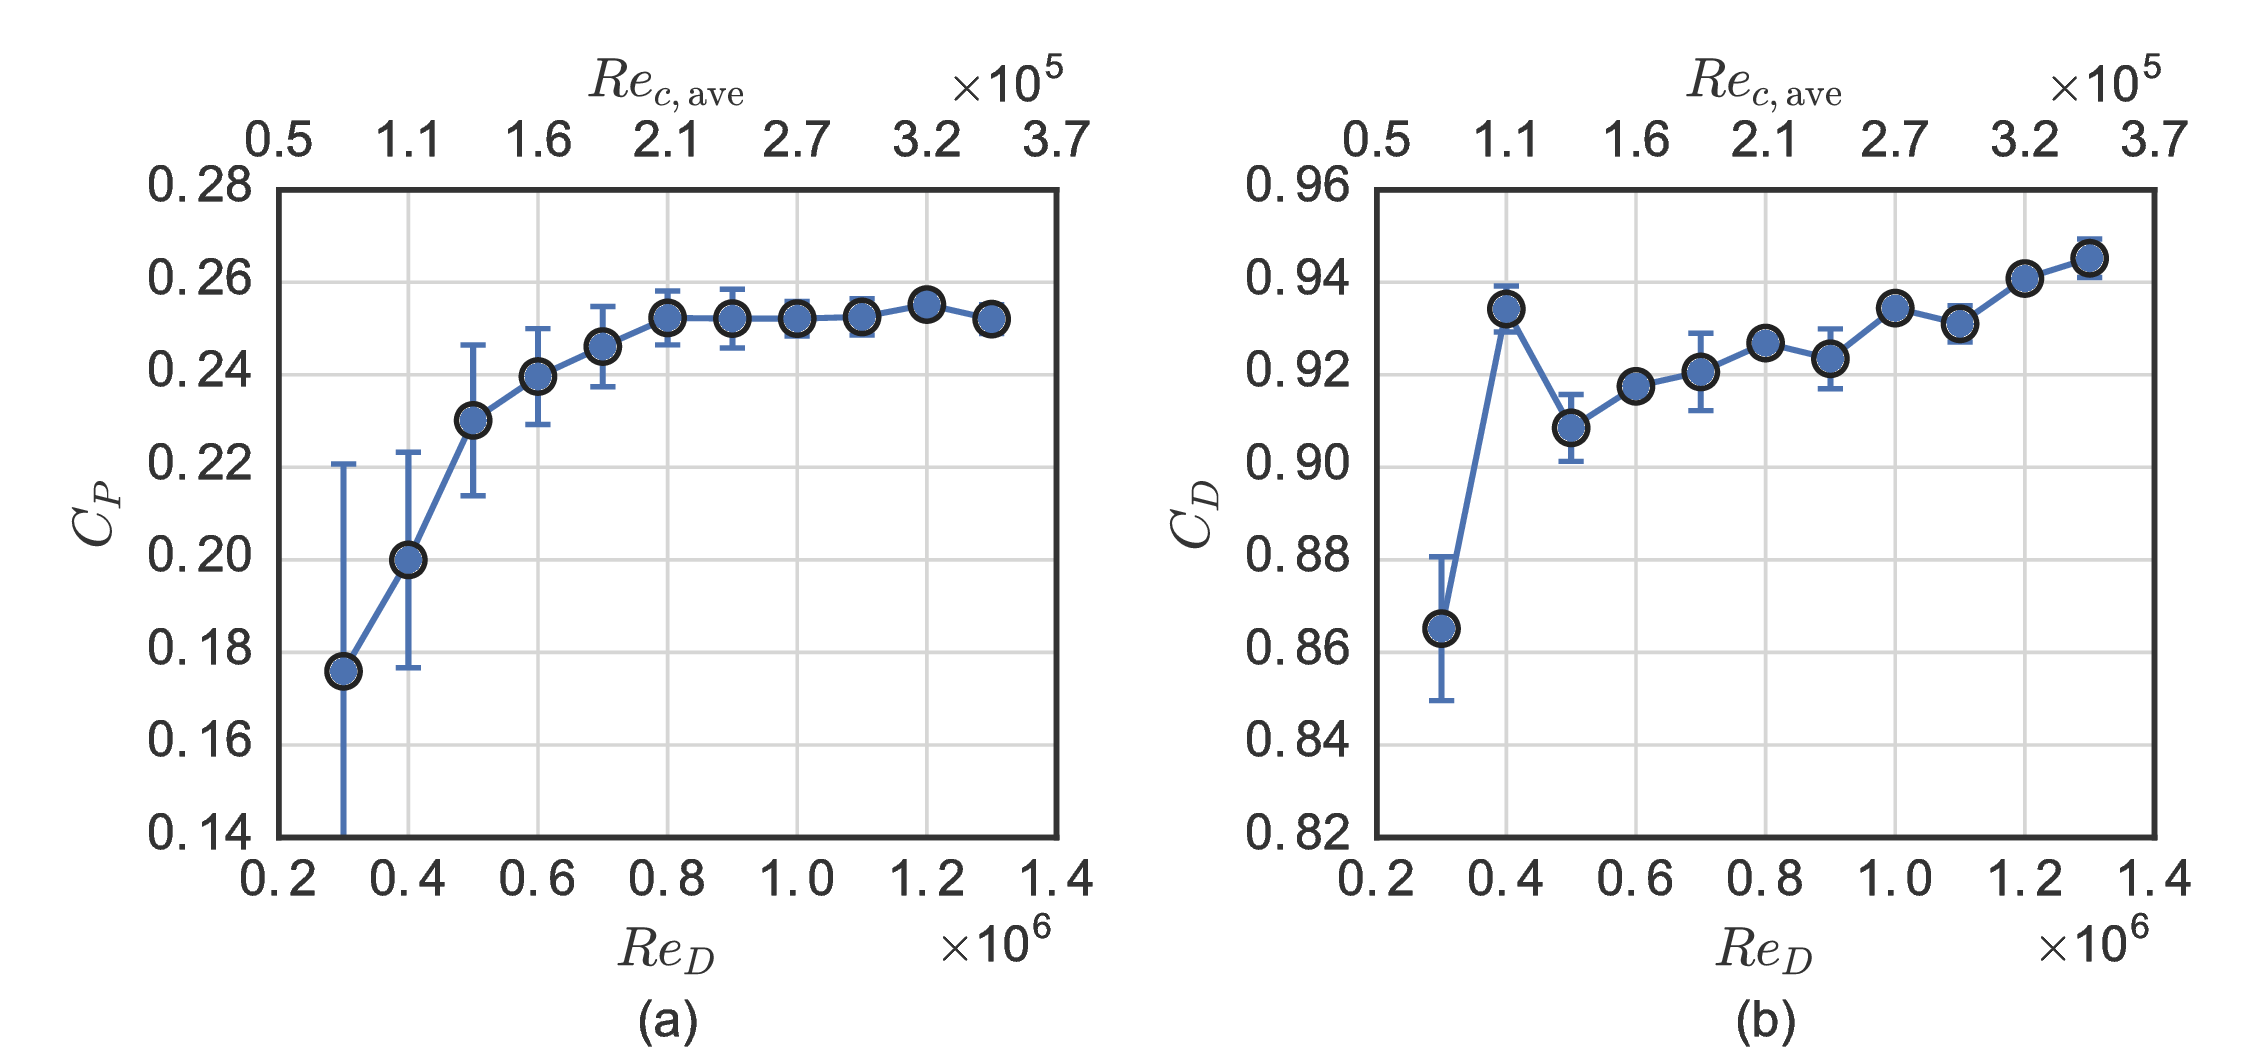 Re_{c, ave} ×10^5
0.5 1.1 1.6 2.1 2.7 3.2 3.7
0.28
0.26
0.24
0.22
0.20
0.18
0.16
0.14
C_P
0.2 0.4 0.6 0.8 1.0 1.2 1.4
Re_D ×10^6
(a)
Re_{c, ave} ×10^5
0.5 1.1 1.6 2.1 2.7 3.2 3.7
0.96
0.94
0.92
0.90
0.88
0.86
0.84
0.82
C_D
0.2 0.4 0.6 0.8 1.0 1.2 1.4
Re_D ×10^6
(b)